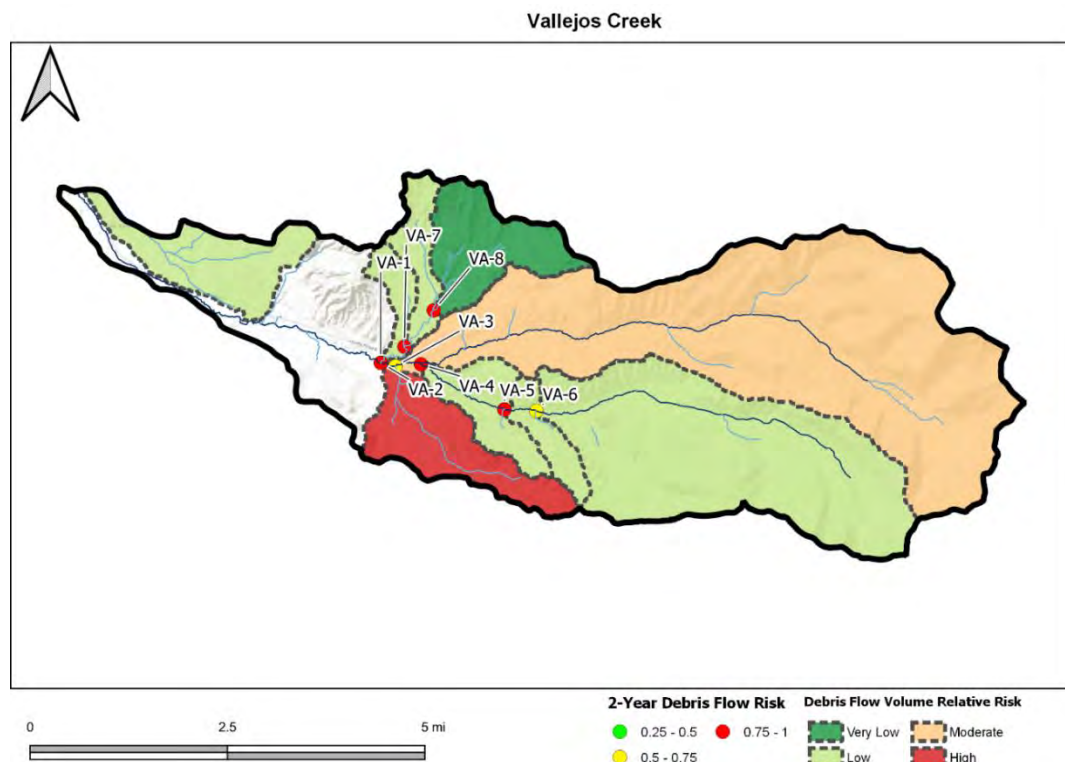 Vallejos Creek
VA-7
VA-1
VA-8
VA-3
VA-2
VA-4
VA-5
VA-6
0 2.5 5 mi
2-Year Debris Flow Risk
0.25 - 0.5
0.75 - 1
0.5 - 0.75
Debris Flow Volume Relative Risk
Very Low
Moderate
Low
High